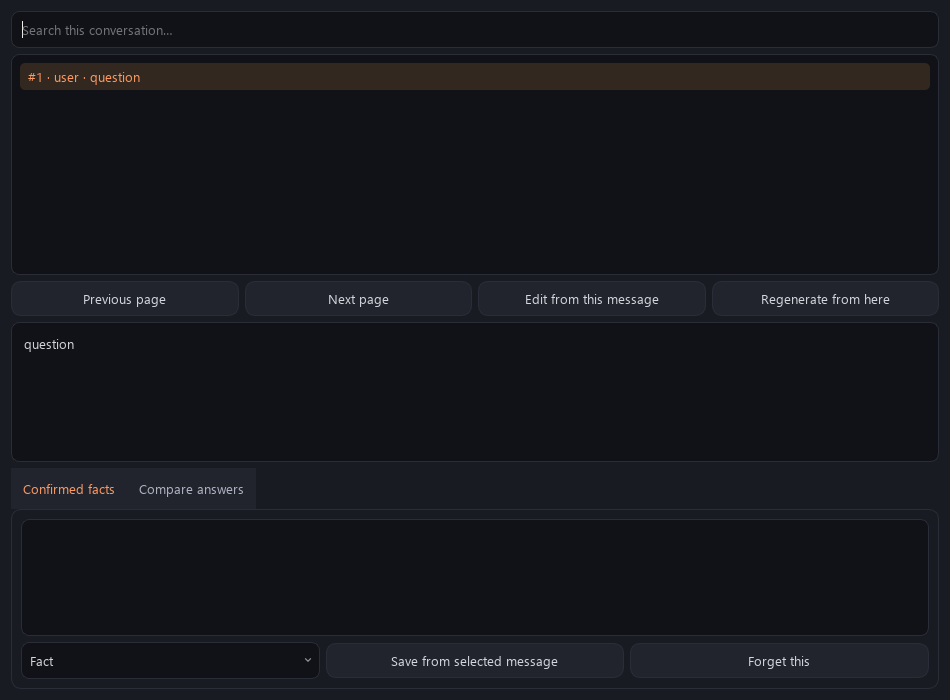 Search this conversation...
#1 · user · question
Previous page
Next page
Edit from this message
Regenerate from here
question
Confirmed facts
Compare answers
Fact
Save from selected message
Forget this